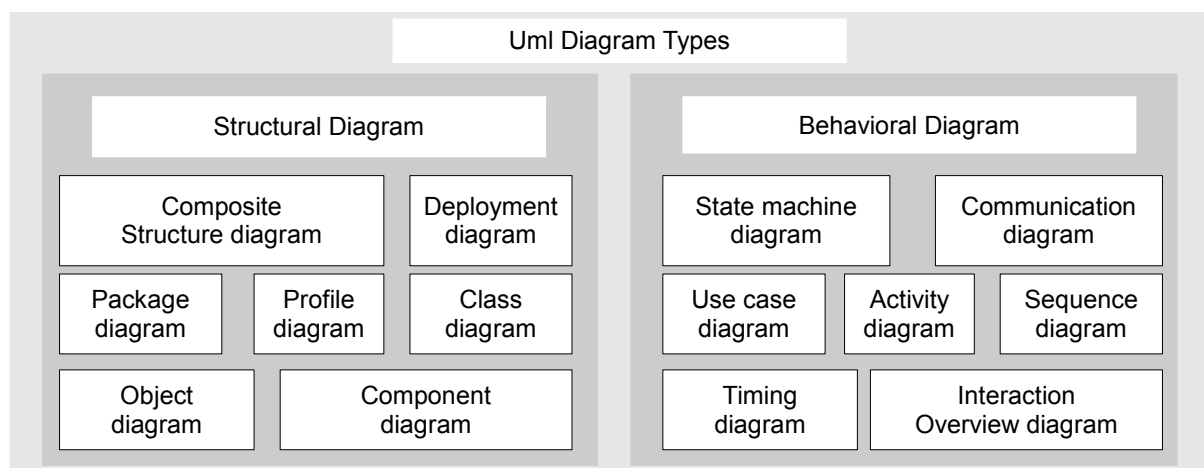 Uml Diagram Types
Structural Diagram
Composite
Structure diagram
Deployment
diagram
Package
diagram
Profile
diagram
Class
diagram
Object
diagram
Component
diagram
Behavioral Diagram
State machine
diagram
Communication
diagram
Use case
diagram
Activity
diagram
Sequence
diagram
Timing
diagram
Interaction
Overview diagram